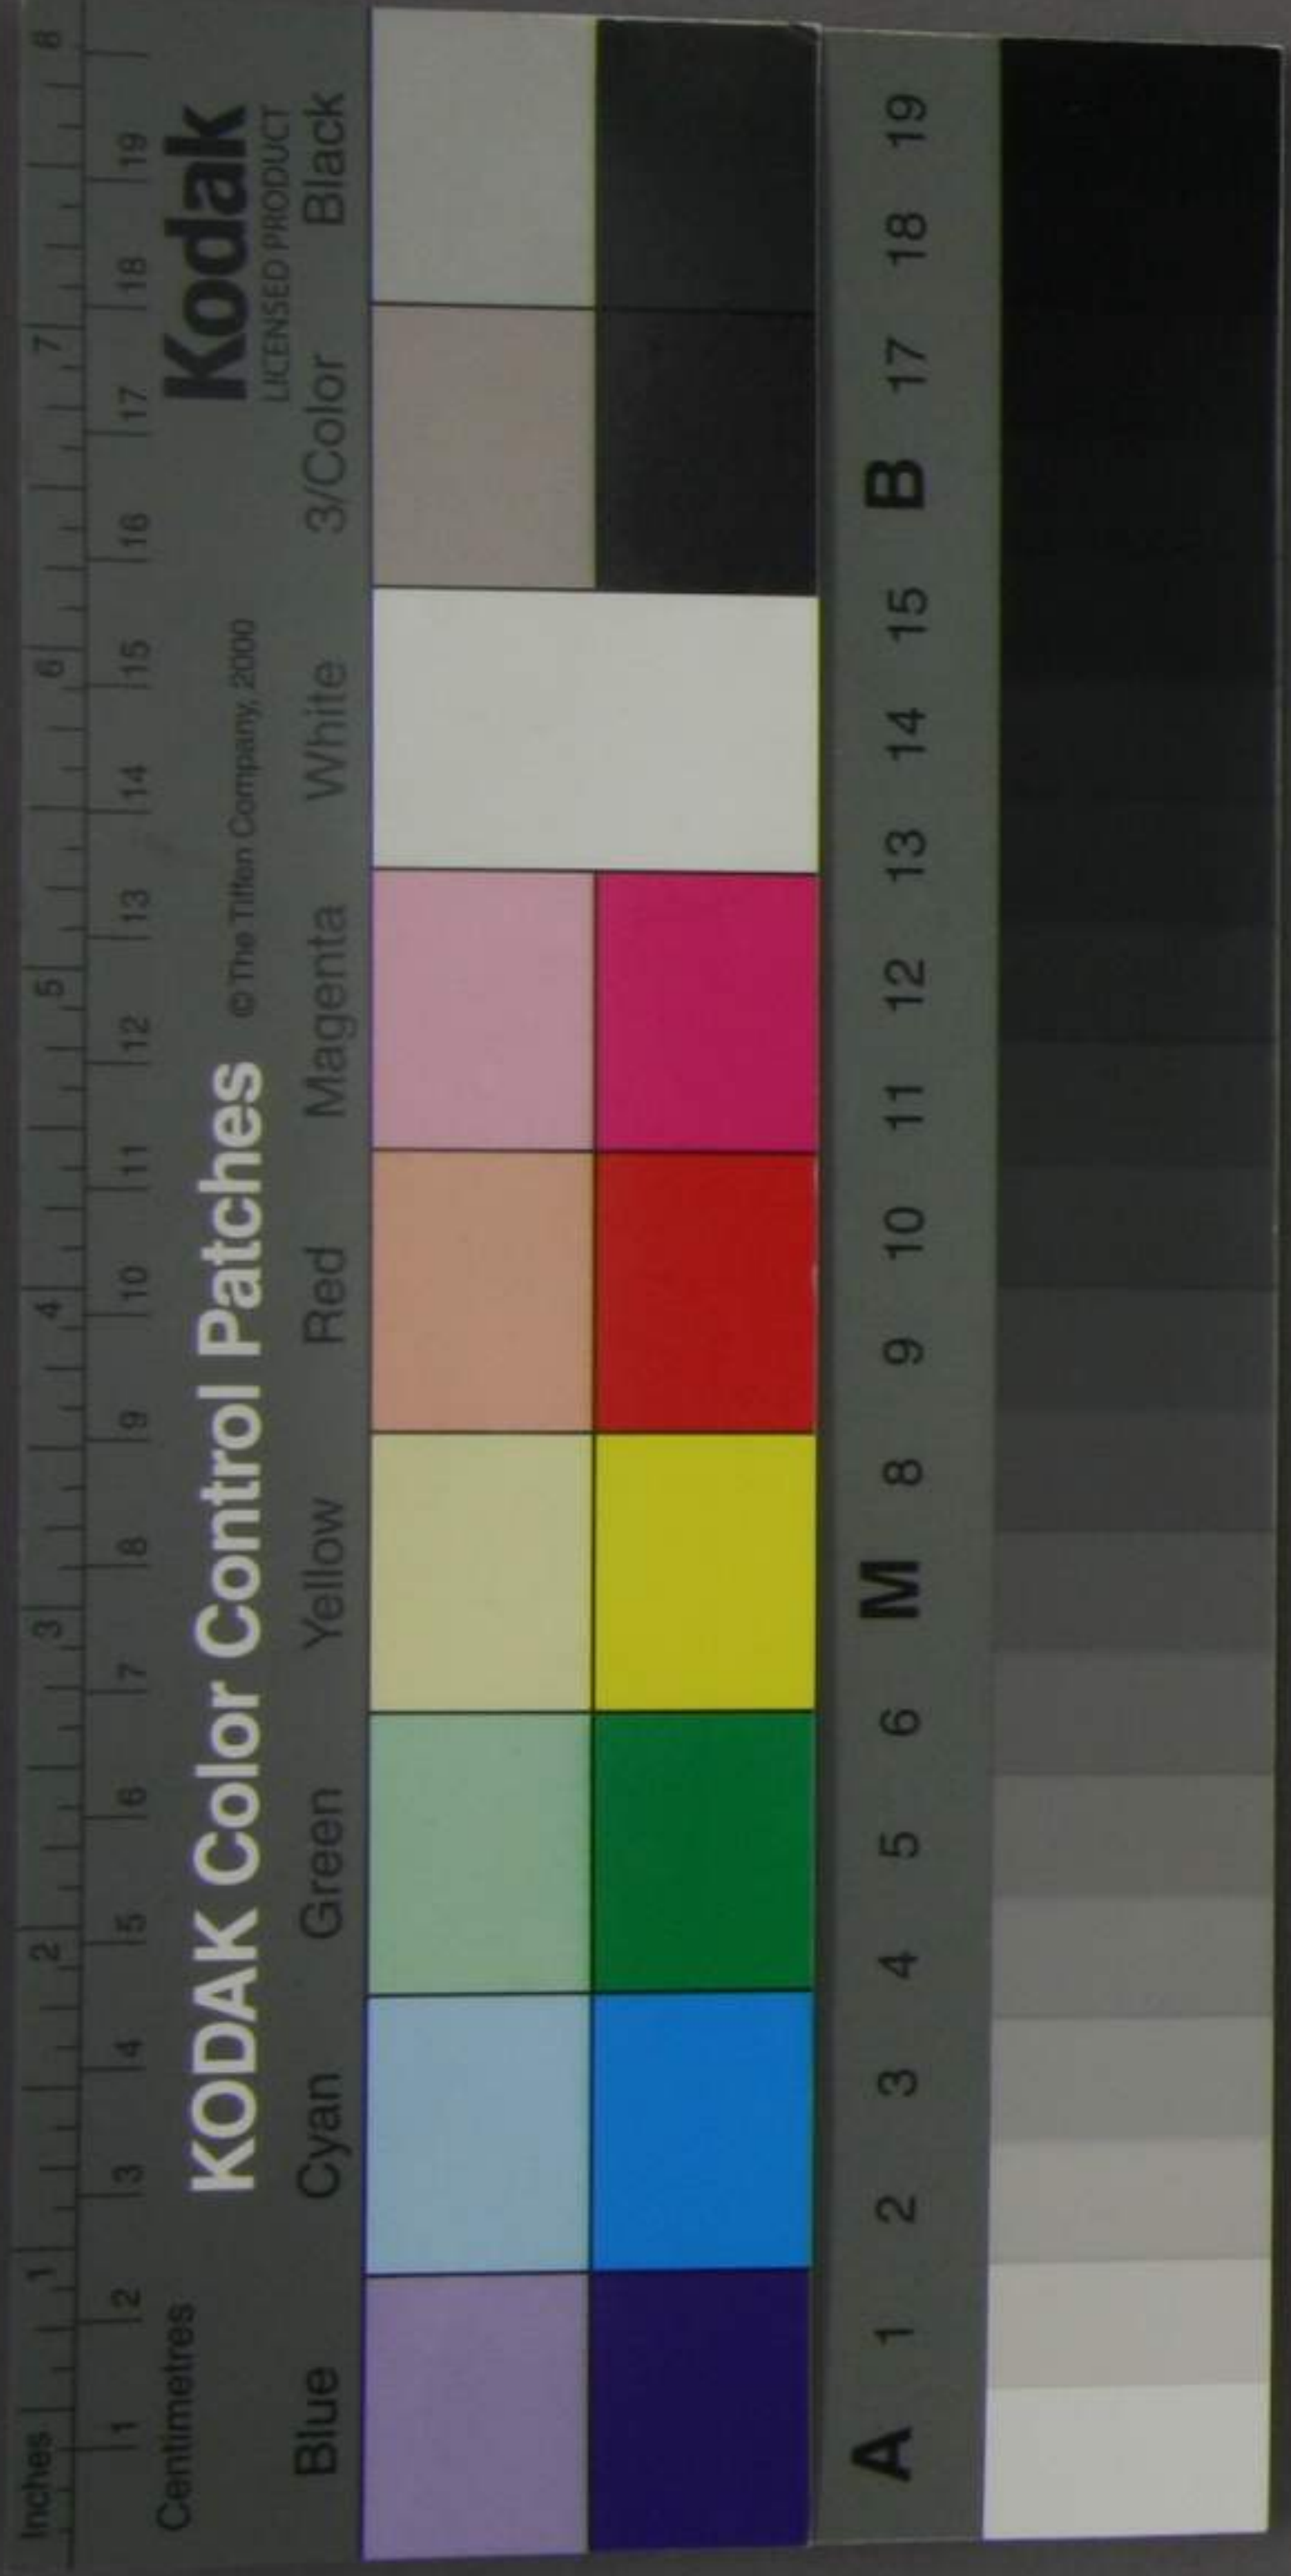 Inches 1 2 3 4 5 6 7 8
Centimetres 1 2 3 4 5 6 7 8 9 10 11 12 13 14 15 16 17 18 19
KODAK Color Control Patches © The Tiffen Company, 2000 Kodak
LICENSED PRODUCT
Blue Cyan Green Yellow Red Magenta White 3/Color Black
A 1 2 3 4 5 6 M 8 9 10 11 12 13 14 15 B 17 18 19